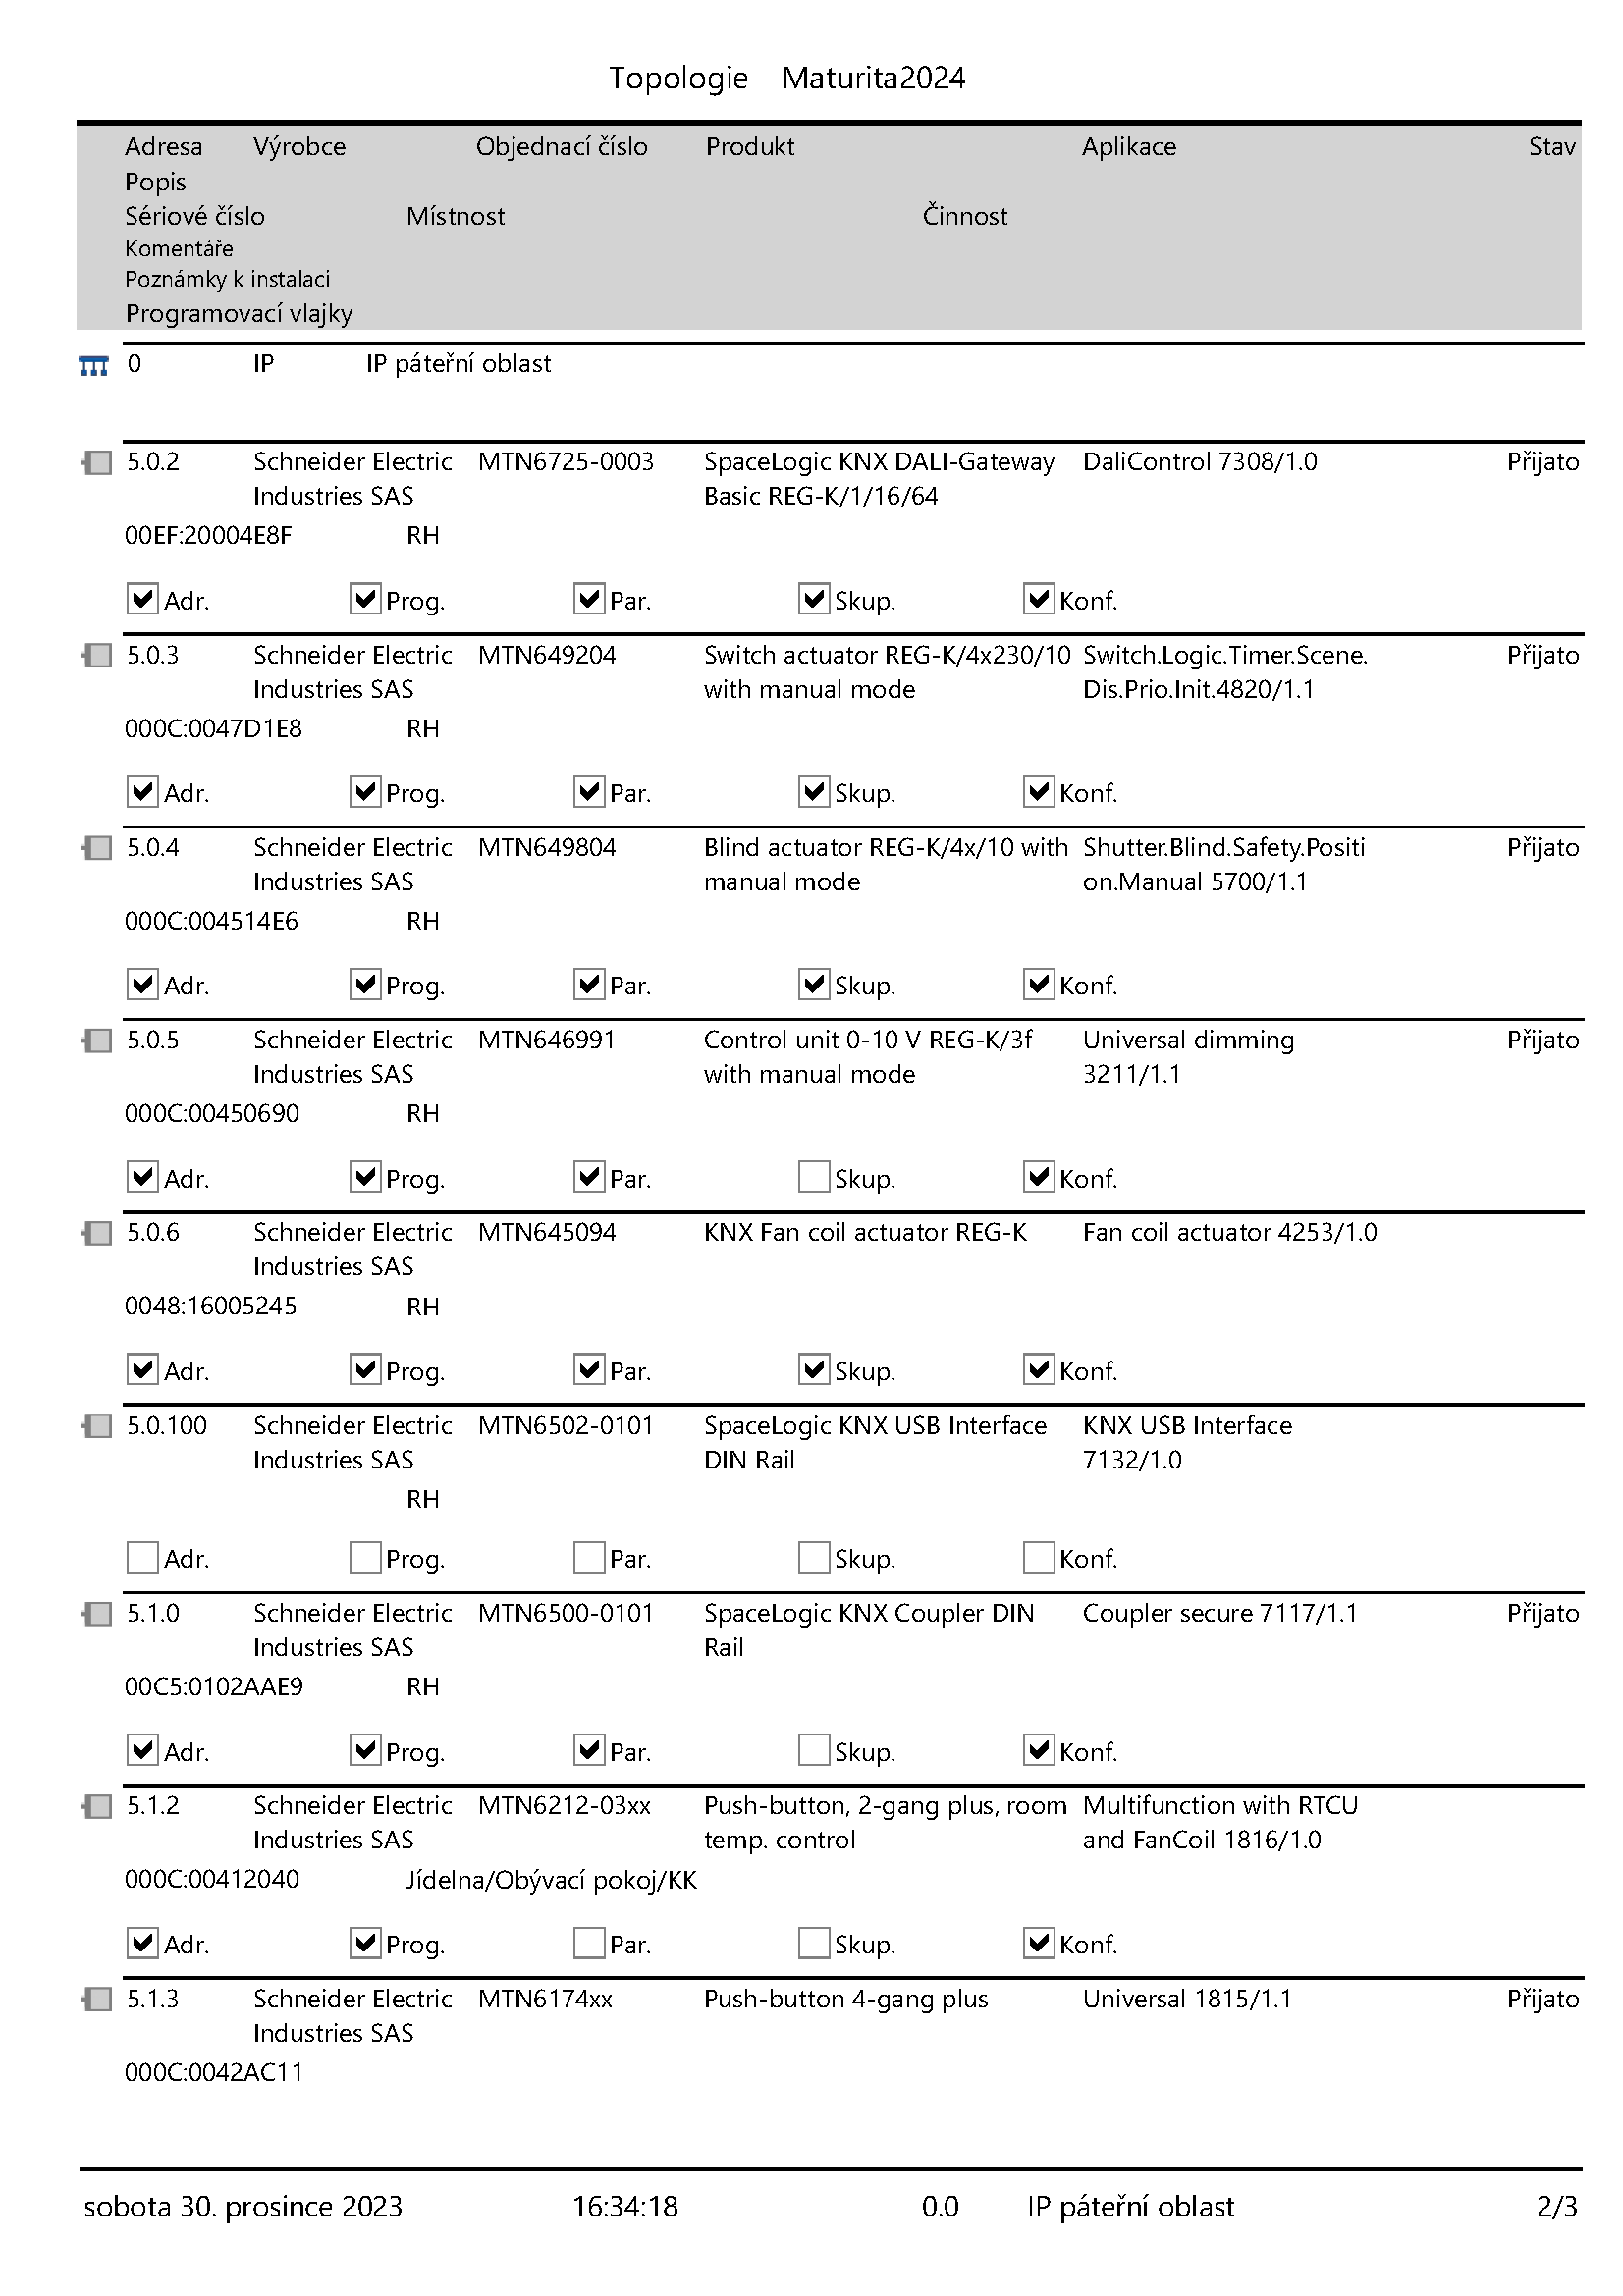 Topologie Maturita2024
Adresa Výrobce Objednací číslo Produkt Aplikace Stav
Popis
Sériové číslo Místnost Činnost
Komentáře
Poznámky k instalaci
Programovací vlajky
0 IP IP páteřní oblast
5.0.2 Schneider Electric MTN6725-0003 SpaceLogic KNX DALI-Gateway DaliControl 7308/1.0 Přijato
Industries SAS Basic REG-K/1/16/64
00EF:20004E8F RH
Adr. Prog. Par. Skup. Konf.
5.0.3 Schneider Electric MTN649204 Switch actuator REG-K/4x230/10 Switch.Logic.Timer.Scene. Přijato
Industries SAS with manual mode Dis.Prio.Init.4820/1.1
000C:0047D1E8 RH
Adr. Prog. Par. Skup. Konf.
5.0.4 Schneider Electric MTN649804 Blind actuator REG-K/4x/10 with Shutter.Blind.Safety.Positi Přijato
Industries SAS manual mode on.Manual 5700/1.1
000C:004514E6 RH
Adr. Prog. Par. Skup. Konf.
5.0.5 Schneider Electric MTN646991 Control unit 0-10 V REG-K/3f Universal dimming Přijato
Industries SAS with manual mode 3211/1.1
000C:00450690 RH
Adr. Prog. Par. Skup. Konf.
5.0.6 Schneider Electric MTN645094 KNX Fan coil actuator REG-K Fan coil actuator 4253/1.0
Industries SAS
0048:16005245 RH
Adr. Prog. Par. Skup. Konf.
5.0.100 Schneider Electric MTN6502-0101 SpaceLogic KNX USB Interface KNX USB Interface
Industries SAS DIN Rail 7132/1.0
RH
Adr. Prog. Par. Skup. Konf.
5.1.0 Schneider Electric MTN6500-0101 SpaceLogic KNX Coupler DIN Coupler secure 7117/1.1 Přijato
Industries SAS Rail
00C5:0102AAE9 RH
Adr. Prog. Par. Skup. Konf.
5.1.2 Schneider Electric MTN6212-03xx Push-button, 2-gang plus, room Multifunction with RTCU
Industries SAS temp. control and FanCoil 1816/1.0
000C:00412040 Jídelna/Obývací pokoj/KK
Adr. Prog. Par. Skup. Konf.
5.1.3 Schneider Electric MTN6174xx Push-button 4-gang plus Universal 1815/1.1 Přijato
Industries SAS
000C:0042AC11
sobota 30. prosince 2023 16:34:18 0.0 IP páteřní oblast 2/3